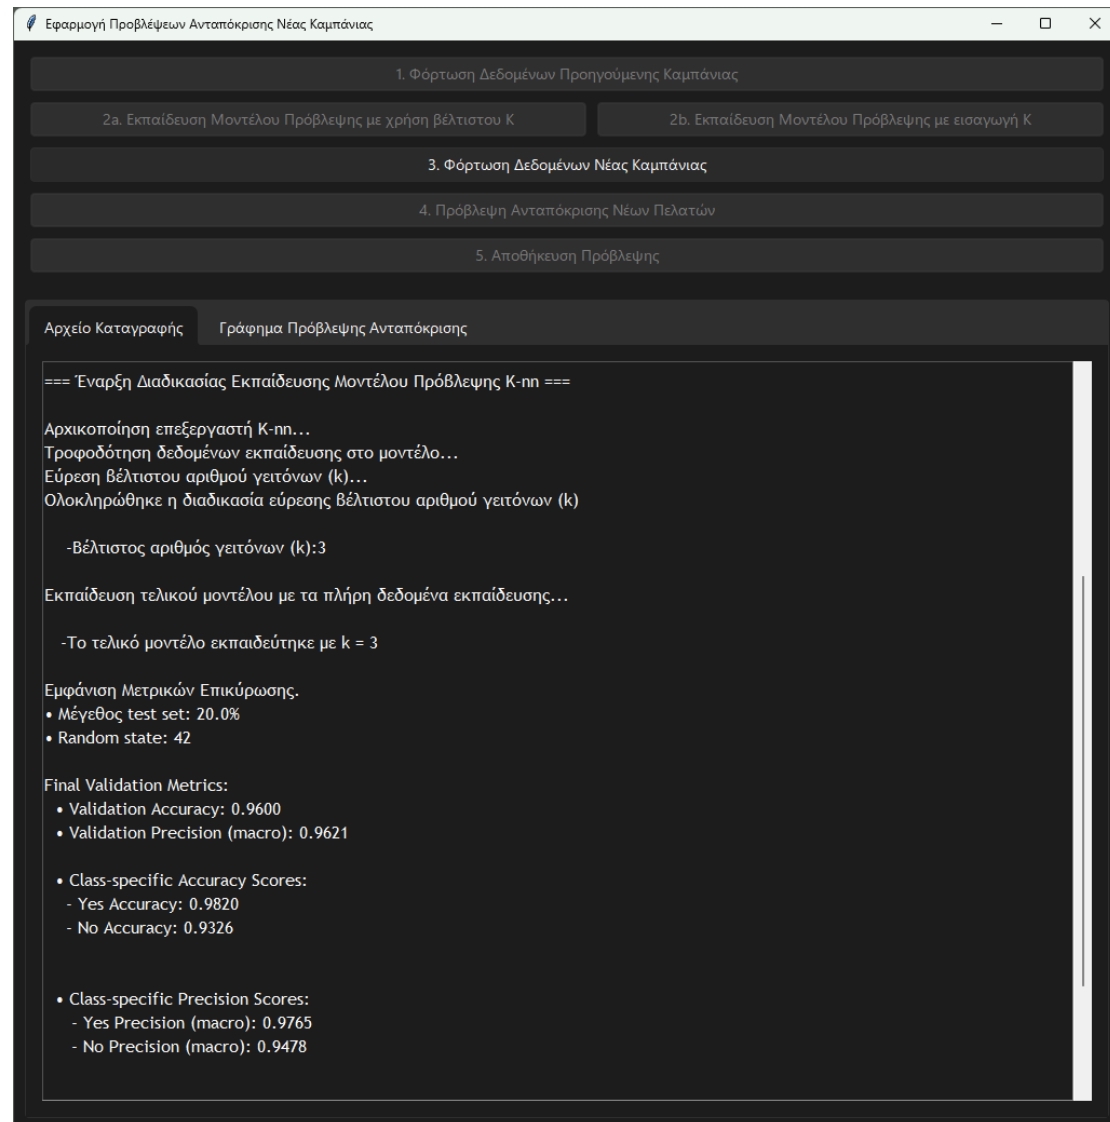 Εφαρμογή Προβλέψεων Ανταπόκρισης Νέας Καμπάνιας
1. Φόρτωση Δεδομένων Προηγούμενης Καμπάνιας
2a. Εκπαίδευση Μοντέλου Πρόβλεψης με χρήση βέλτιστου Κ
2b. Εκπαίδευση Μοντέλου Πρόβλεψης με εισαγωγή Κ
3. Φόρτωση Δεδομένων Νέας Καμπάνιας
4. Πρόβλεψη Ανταπόκρισης Νέων Πελατών
5. Αποθήκευση Πρόβλεψης
Αρχείο Καταγραφής
Γράφημα Πρόβλεψης Ανταπόκρισης
=== Έναρξη Διαδικασίας Εκπαίδευσης Μοντέλου Πρόβλεψης K-nn ===
Αρχικοποίηση επεξεργαστή K-nn...
Τροφοδότηση δεδομένων εκπαίδευσης στο μοντέλο...
Εύρεση βέλτιστου αριθμού γειτόνων (k)...
Ολοκληρώθηκε η διαδικασία εύρεσης βέλτιστου αριθμού γειτόνων (k)
-Βέλτιστος αριθμός γειτόνων (k):3
Εκπαίδευση τελικού μοντέλου με τα πλήρη δεδομένα εκπαίδευσης...
-Το τελικό μοντέλο εκπαιδεύτηκε με k = 3
Εμφάνιση Μετρικών Επικύρωσης.
• Μέγεθος test set: 20.0%
• Random state: 42
Final Validation Metrics:
• Validation Accuracy: 0.9600
• Validation Precision (macro): 0.9621
• Class-specific Accuracy Scores:
- Yes Accuracy: 0.9820
- No Accuracy: 0.9326
• Class-specific Precision Scores:
- Yes Precision (macro): 0.9765
- No Precision (macro): 0.9478